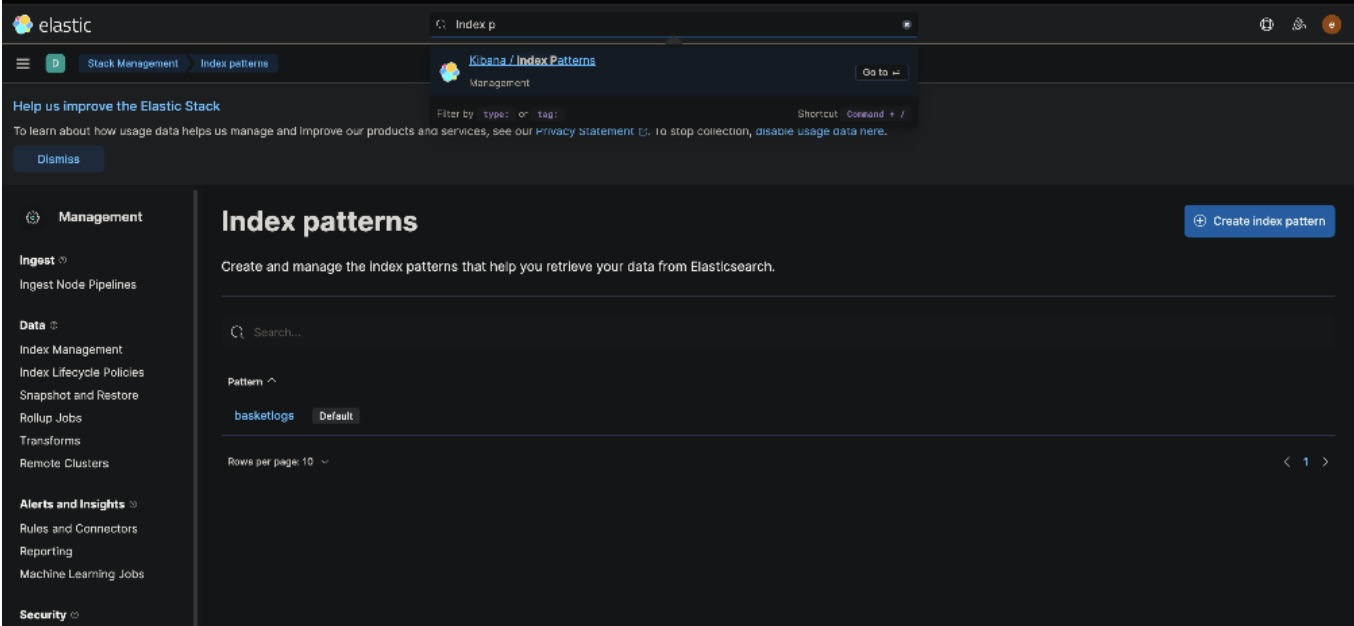 elastic
Index p
e
D
Stack Management
Index patterns
Kibana / Index Patterns
Go to
Management
Filter by type: or tag:
Shortcut Command + /
Help us improve the Elastic Stack
To learn about how usage data helps us manage and improve our products and services, see our Privacy Statement. To stop collection, disable usage data here.
Dismiss
Management
Ingest
Ingest Node Pipelines
Data
Index Management
Index Lifecycle Policies
Snapshot and Restore
Rollup Jobs
Transforms
Remote Clusters
Alerts and Insights
Rules and Connectors
Reporting
Machine Learning Jobs
Security
Index patterns
Create index pattern
Create and manage the index patterns that help you retrieve your data from Elasticsearch.
Search...
Pattern
basketlogs Default
Rows per page: 10
1